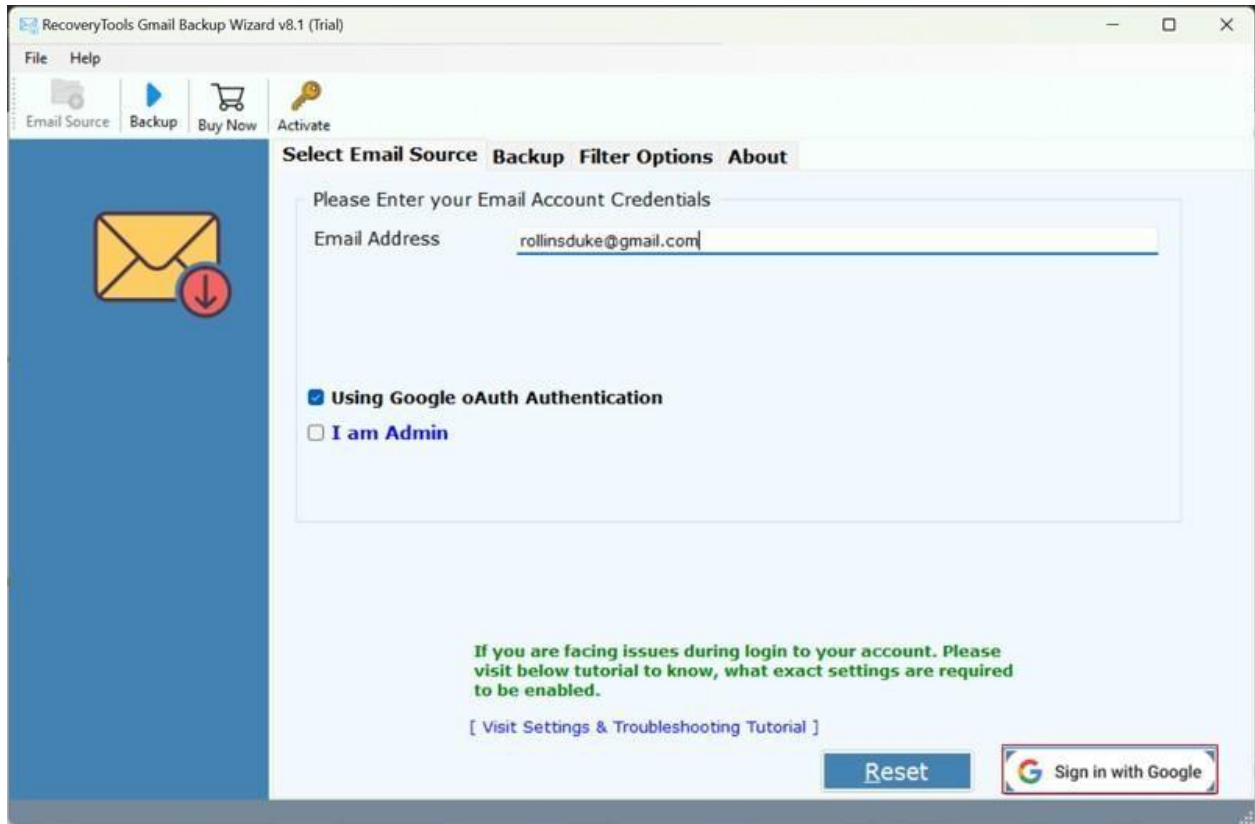 RecoveryTools Gmail Backup Wizard v8.1 (Trial)
File Help
Email Source Backup Buy Now Activate
Select Email Source Backup Filter Options About
Please Enter your Email Account Credentials
Email Address rollinsduke@gmail.com
Using Google oAuth Authentication
I am Admin
If you are facing issues during login to your account. Please
visit below tutorial to know, what exact settings are required
to be enabled.
[ Visit Settings & Troubleshooting Tutorial ]
Reset Sign in with Google